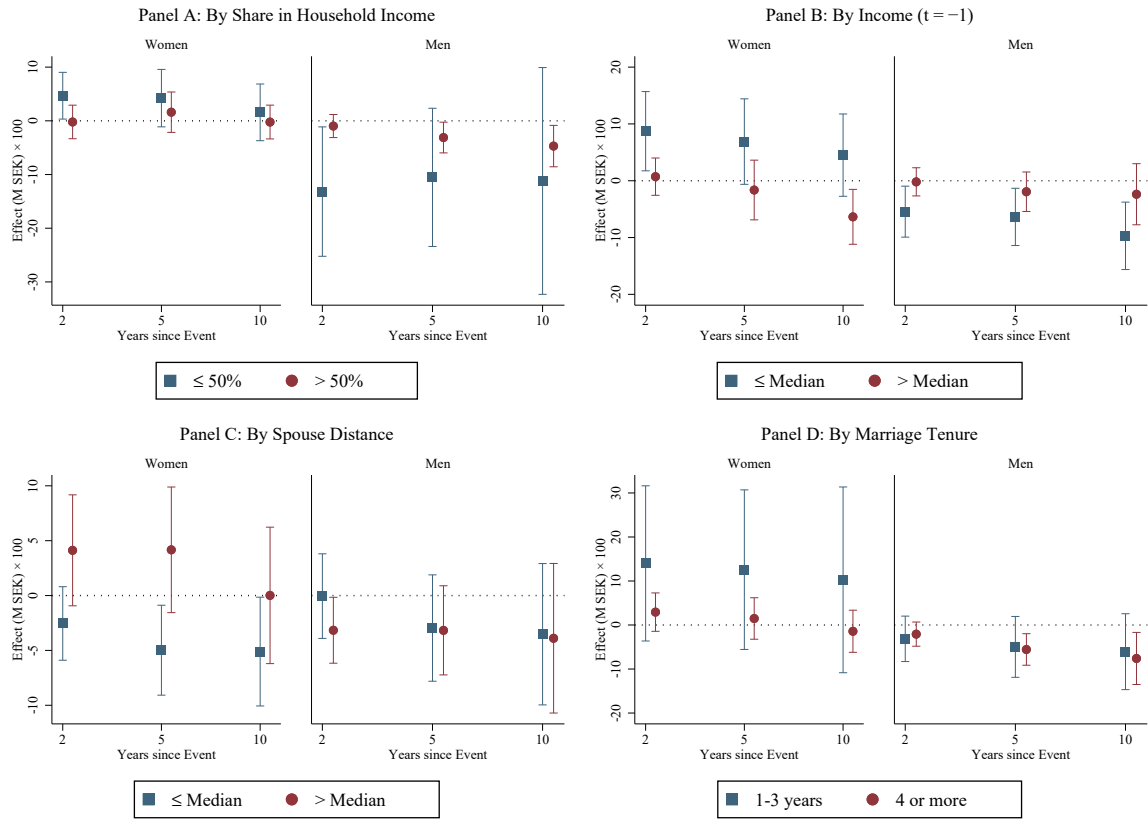 Panel A: By Share in Household Income
Women
Men
Effect (M SEK) × 100
10
0
-10
-20
-30
2
5
10
2
5
10
Years since Event
Years since Event
≤ 50%
> 50%
Panel B: By Income (t = −1)
Women
Men
Effect (M SEK) × 100
20
10
0
-10
-20
2
5
10
2
5
10
Years since Event
Years since Event
≤ Median
> Median
Panel C: By Spouse Distance
Women
Men
Effect (M SEK) × 100
10
5
0
-5
-10
2
5
10
2
5
10
Years since Event
Years since Event
≤ Median
> Median
Panel D: By Marriage Tenure
Women
Men
Effect (M SEK) × 100
30
20
10
0
-10
-20
2
5
10
2
5
10
Years since Event
Years since Event
1-3 years
4 or more